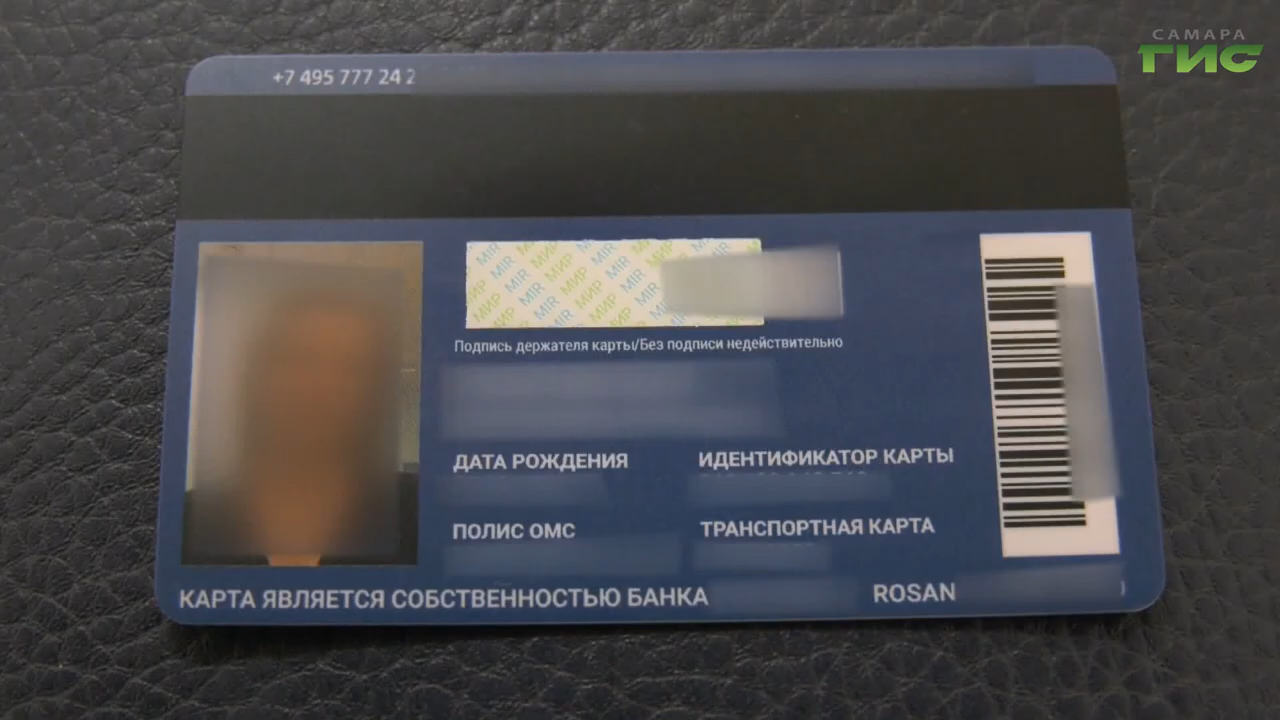 САМАРА
ГИС
+7 495 777 24 2
MIR МИР
Подпись держателя карты/Без подписи недействительно
ДАТА РОЖДЕНИЯ
ИДЕНТИФИКАТОР КАРТЫ
ПОЛИС ОМС
ТРАНСПОРТНАЯ КАРТА
КАРТА ЯВЛЯЕТСЯ СОБСТВЕННОСТЬЮ БАНКА
ROSAN